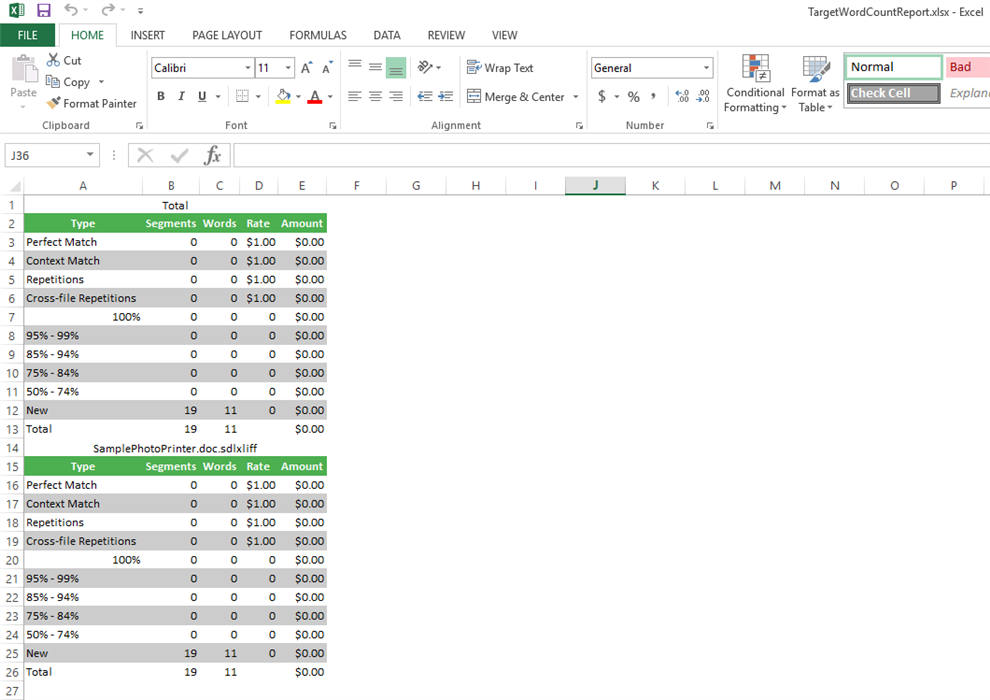 TargetWordCountReport.xlsx - Excel
FILE HOME INSERT PAGE LAYOUT FORMULAS DATA REVIEW VIEW
Paste
Cut
Copy
Format Painter
Clipboard
Calibri 11 A A
B I U A
Font
Wrap Text
Merge & Center
Alignment
General
$ % , .00 .0
Number
Conditional Formatting
Format as Table
Normal Bad
Check Cell Explan
J36 fx
A B C D E F G H I J K L M N O P
1 Total
2 Type Segments Words Rate Amount
3 Perfect Match 0 0 $1.00 $0.00
4 Context Match 0 0 $1.00 $0.00
5 Repetitions 0 0 $1.00 $0.00
6 Cross-file Repetitions 0 0 $1.00 $0.00
7 100% 0 0 0 $0.00
8 95% - 99% 0 0 0 $0.00
9 85% - 94% 0 0 0 $0.00
10 75% - 84% 0 0 0 $0.00
11 50% - 74% 0 0 0 $0.00
12 New 19 11 0 $0.00
13 Total 19 11 $0.00
14 SamplePhotoPrinter.doc.sdlxliff
15 Type Segments Words Rate Amount
16 Perfect Match 0 0 $1.00 $0.00
17 Context Match 0 0 $1.00 $0.00
18 Repetitions 0 0 $1.00 $0.00
19 Cross-file Repetitions 0 0 $1.00 $0.00
20 100% 0 0 0 $0.00
21 95% - 99% 0 0 0 $0.00
22 85% - 94% 0 0 0 $0.00
23 75% - 84% 0 0 0 $0.00
24 50% - 74% 0 0 0 $0.00
25 New 19 11 0 $0.00
26 Total 19 11 $0.00
27